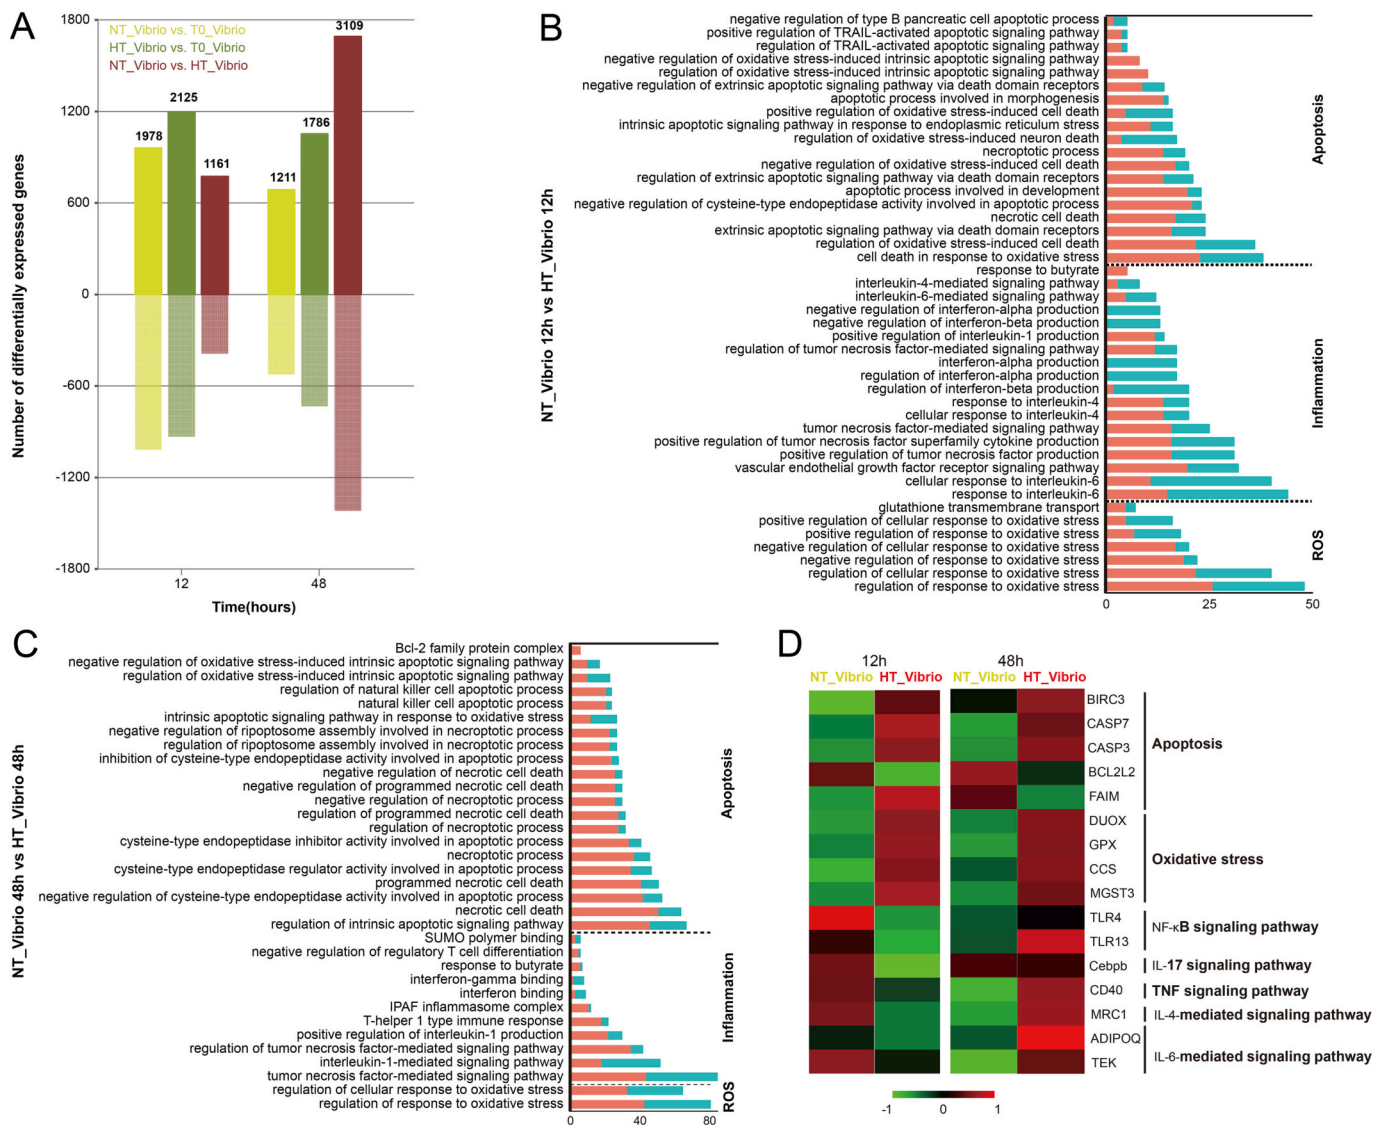 A
NT_Vibrio vs. T0_Vibrio
HT_Vibrio vs. T0_Vibrio
NT_Vibrio vs. HT_Vibrio
Number of differentially expressed genes
1800
1200
600
0
-600
-1200
-1800
1978
2125
1161
1211
1786
3109
12
48
Time(hours)
B
NT_Vibrio 12h vs HT_Vibrio 12h
negative regulation of type B pancreatic cell apoptotic process
positive regulation of TRAIL-activated apoptotic signaling pathway
regulation of TRAIL-activated apoptotic signaling pathway
negative regulation of oxidative stress-induced intrinsic apoptotic signaling pathway
regulation of oxidative stress-induced intrinsic apoptotic signaling pathway
negative regulation of extrinsic apoptotic signaling pathway via death domain receptors
apoptotic process involved in morphogenesis
positive regulation of oxidative stress-induced cell death
intrinsic apoptotic signaling pathway in response to endoplasmic reticulum stress
regulation of oxidative stress-induced neuron death
necroptotic process
negative regulation of oxidative stress-induced cell death
regulation of extrinsic apoptotic signaling pathway via death domain receptors
apoptotic process involved in development
negative regulation of cysteine-type endopeptidase activity involved in apoptotic process
necrotic cell death
extrinsic apoptotic signaling pathway via death domain receptors
regulation of oxidative stress-induced cell death
cell death in response to oxidative stress
response to butyrate
interleukin-4-mediated signaling pathway
interleukin-6-mediated signaling pathway
negative regulation of interferon-alpha production
negative regulation of interferon-beta production
positive regulation of interleukin-1 production
regulation of tumor necrosis factor-mediated signaling pathway
interferon-alpha production
regulation of interferon-alpha production
regulation of interferon-beta production
response to interleukin-4
cellular response to interleukin-4
tumor necrosis factor-mediated signaling pathway
positive regulation of tumor necrosis factor superfamily cytokine production
positive regulation of tumor necrosis factor production
vascular endothelial growth factor receptor signaling pathway
cellular response to interleukin-6
response to interleukin-6
glutathione transmembrane transport
positive regulation of cellular response to oxidative stress
positive regulation of response to oxidative stress
negative regulation of cellular response to oxidative stress
negative regulation of response to oxidative stress
regulation of cellular response to oxidative stress
regulation of response to oxidative stress
Apoptosis
Inflammation
ROS
0
25
50
C
NT_Vibrio 48h vs HT_Vibrio 48h
Bcl-2 family protein complex
negative regulation of oxidative stress-induced intrinsic apoptotic signaling pathway
regulation of oxidative stress-induced intrinsic apoptotic signaling pathway
regulation of natural killer cell apoptotic process
natural killer cell apoptotic process
intrinsic apoptotic signaling pathway in response to oxidative stress
negative regulation of ripoptosome assembly involved in necroptotic process
regulation of ripoptosome assembly involved in necroptotic process
inhibition of cysteine-type endopeptidase activity involved in apoptotic process
negative regulation of necrotic cell death
negative regulation of programmed necrotic cell death
negative regulation of necroptotic process
regulation of programmed necrotic cell death
regulation of necroptotic process
cysteine-type endopeptidase inhibitor activity involved in apoptotic process
necroptotic process
cysteine-type endopeptidase regulator activity involved in apoptotic process
programmed necrotic cell death
negative regulation of cysteine-type endopeptidase activity involved in apoptotic process
necrotic cell death
regulation of intrinsic apoptotic signaling pathway
SUMO polymer binding
negative regulation of regulatory T cell differentiation
response to butyrate
interferon-gamma binding
interferon binding
IPAF inflammasome complex
T-helper 1 type immune response
positive regulation of interleukin-1 production
regulation of tumor necrosis factor-mediated signaling pathway
interleukin-1-mediated signaling pathway
tumor necrosis factor-mediated signaling pathway
regulation of cellular response to oxidative stress
regulation of response to oxidative stress
Apoptosis
Inflammation
ROS
0
40
80
D
12h
48h
NT_Vibrio HT_Vibrio NT_Vibrio HT_Vibrio
BIRC3
CASP7
CASP3
BCL2L2
FAIM
DUOX
GPX
CCS
MGST3
TLR4
TLR13
Cebpb
CD40
MRC1
ADIPOQ
TEK
Apoptosis
Oxidative stress
NF-κB signaling pathway
IL-17 signaling pathway
TNF signaling pathway
IL-4-mediated signaling pathway
IL-6-mediated signaling pathway
-1
0
1